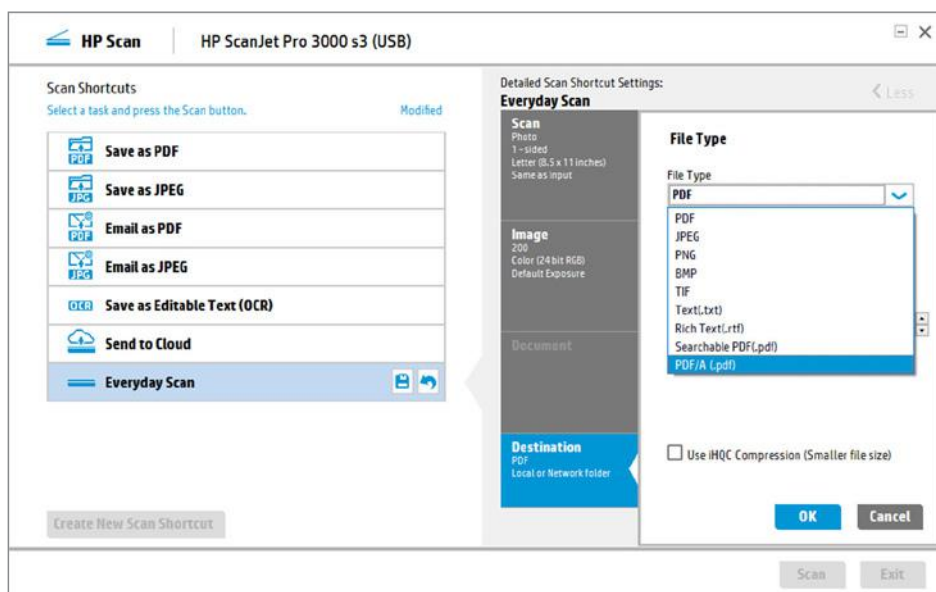 HP Scan
HP ScanJet Pro 3000 s3 (USB)
Scan Shortcuts
Select a task and press the Scan button.
Modified
PDF
Save as PDF
JPG
Save as JPEG
PDF
Email as PDF
JPG
Email as JPEG
OCR
Save as Editable Text (OCR)
Send to Cloud
Everyday Scan
Create New Scan Shortcut
Detailed Scan Shortcut Settings:
Everyday Scan
Less
Scan
Photo
1-sided
Letter (8.5 x 11 inches)
Same as input
Image
200
Color (24 bit RGB)
Default Exposure
Document
Destination
PDF
Local or Network folder
File Type
File Type
PDF
PDF
JPEG
PNG
BMP
TIF
Text(.txt)
Rich Text(.rtf)
Searchable PDF(.pdf)
PDF/A (.pdf)
Use iHQC Compression (Smaller file size)
OK
Cancel
Scan
Exit